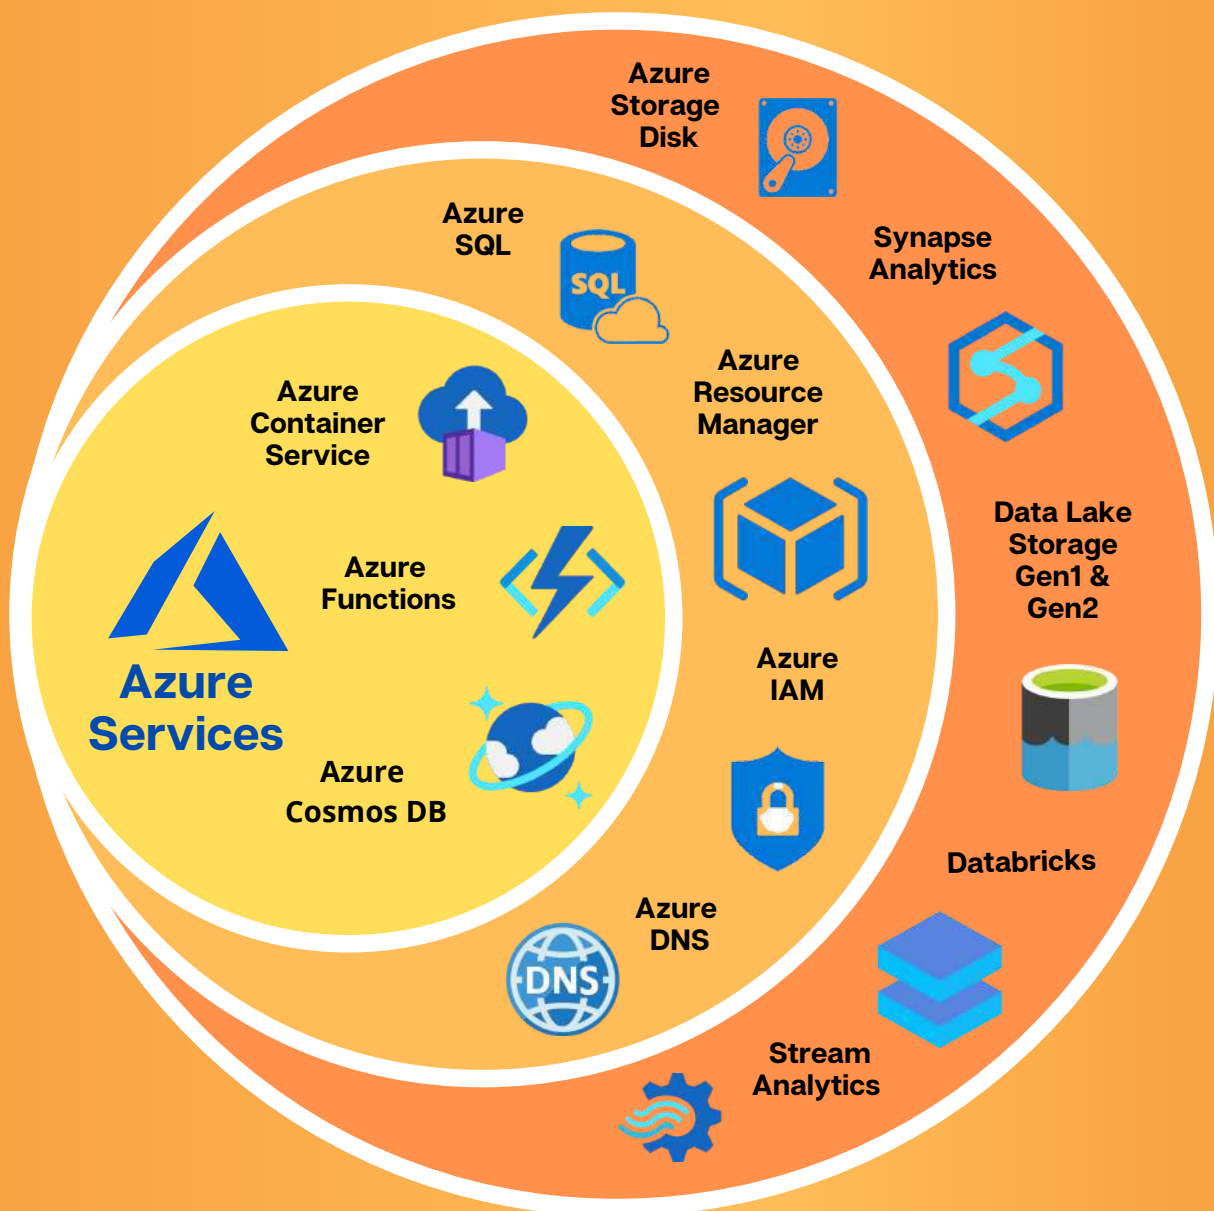 Azure
Storage
Disk
Synapse
Analytics
Azure
SQL
SQL
Azure
Resource
Manager
Azure
Container
Service
Data Lake
Storage
Gen1 &
Gen2
Azure
Functions
Azure
Services
Azure
IAM
Azure
Cosmos DB
Databricks
Azure
DNS
DNS
Stream
Analytics